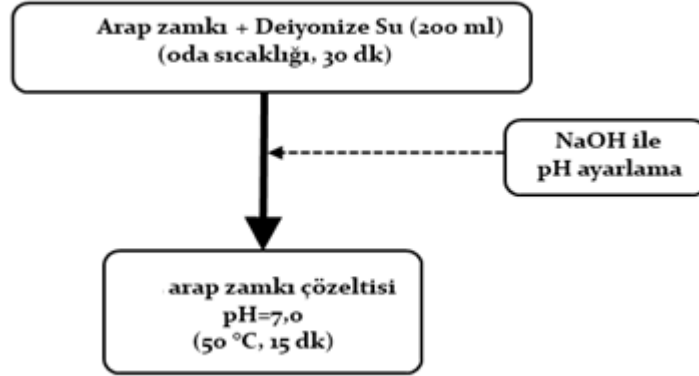 Arap zamkı + Deiyonize Su (200 ml)
(oda sıcaklığı, 30 dk)
NaOH ile
pH ayarlama
arap zamkı çözeltisi
pH=7,0
(50 °C, 15 dk)